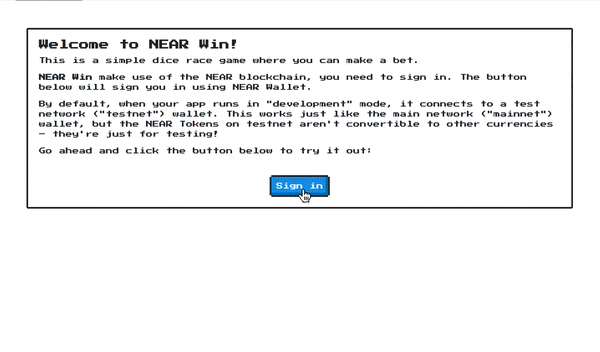 Welcome to NEAR Win!
This is a simple dice race game where you can make a bet.
NEAR Win make use of the NEAR blockchain, you need to sign in. The button
below will sign you in using NEAR Wallet.
By default, when your app runs in "development" mode, it connects to a test
network ("testnet") wallet. This works just like the main network ("mainnet")
wallet, but the NEAR Tokens on testnet aren't convertible to other currencies
– they're just for testing!
Go ahead and click the button below to try it out:
Sign in